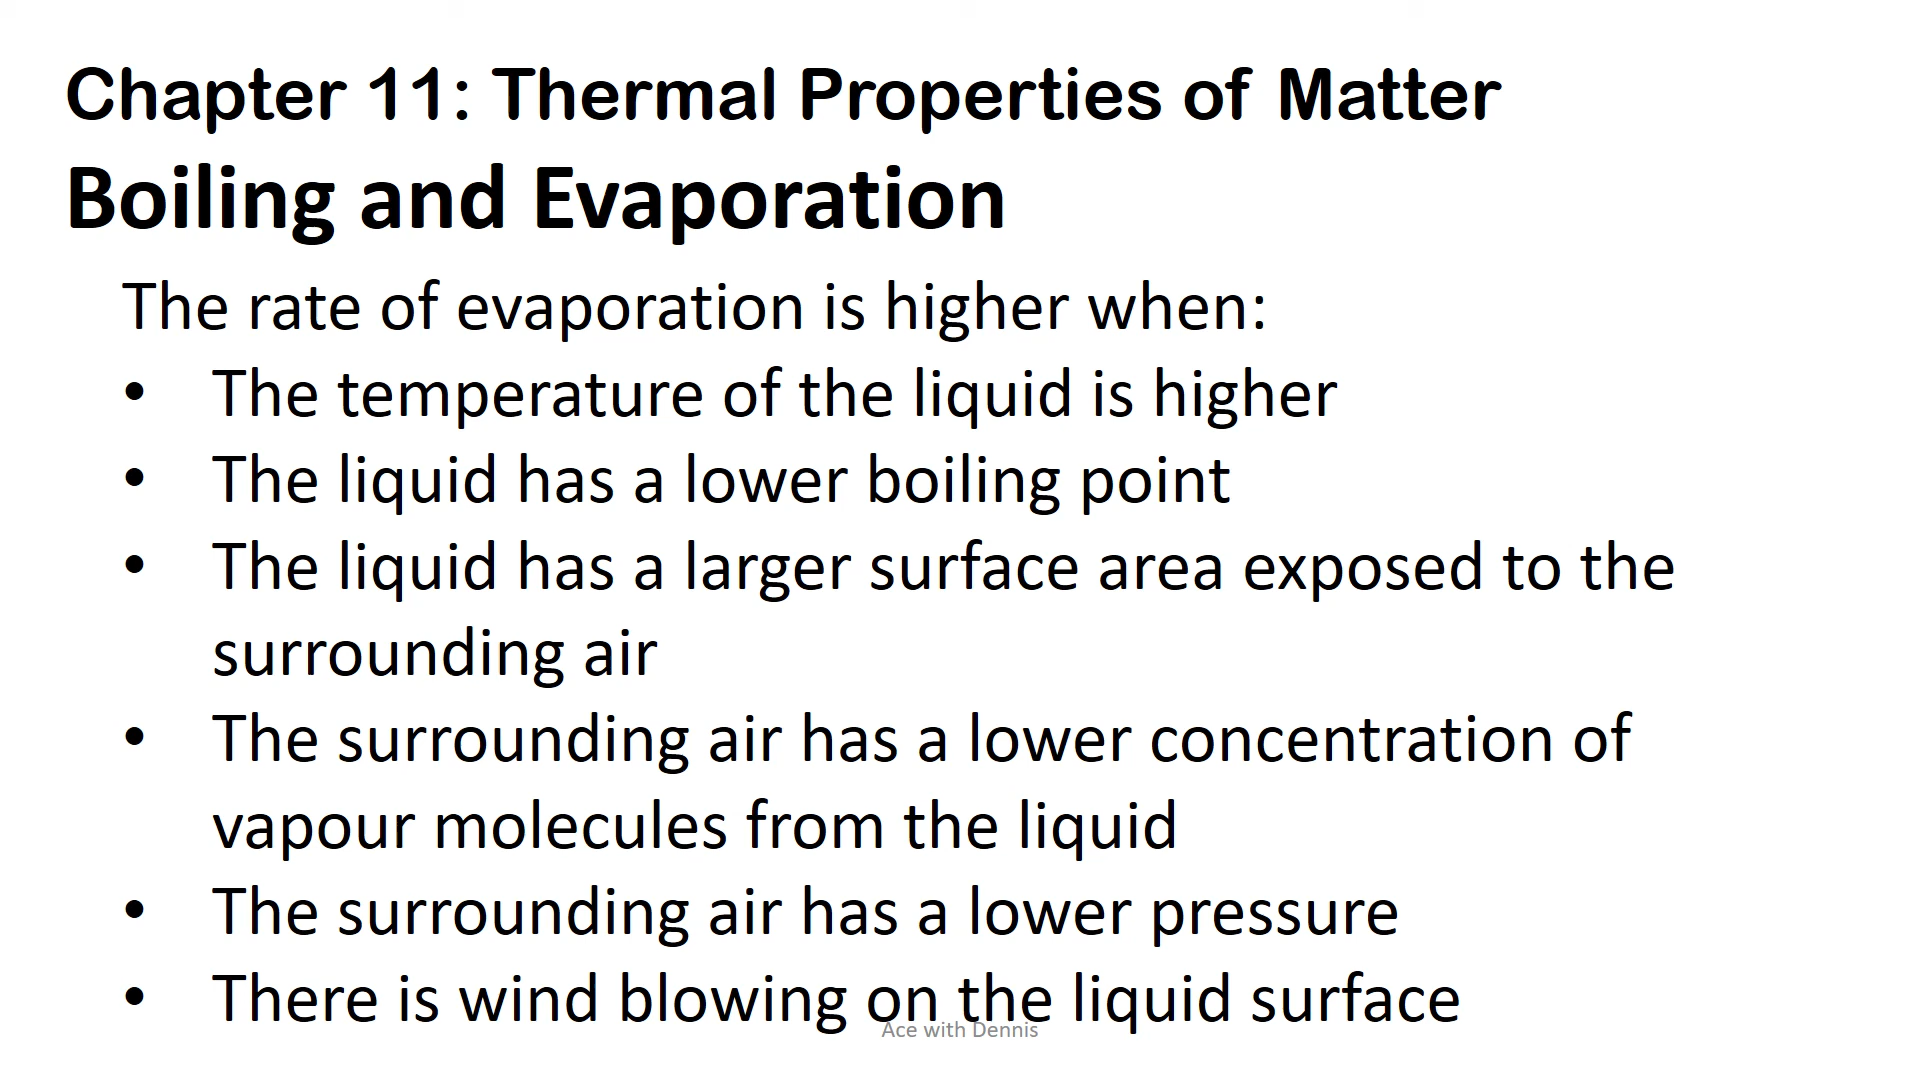 Chapter 11: Thermal Properties of Matter
Boiling and Evaporation
The rate of evaporation is higher when:
• The temperature of the liquid is higher
• The liquid has a lower boiling point
• The liquid has a larger surface area exposed to the
surrounding air
• The surrounding air has a lower concentration of
vapour molecules from the liquid
• The surrounding air has a lower pressure
• There is wind blowing on the liquid surface
Ace with Dennis